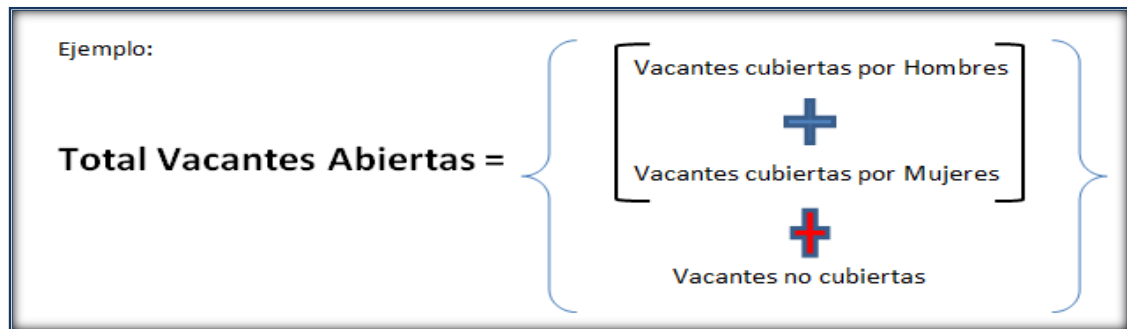 Ejemplo:
Vacantes cubiertas por Hombres
+
Total Vacantes Abiertas =
Vacantes cubiertas por Mujeres
+
Vacantes no cubiertas